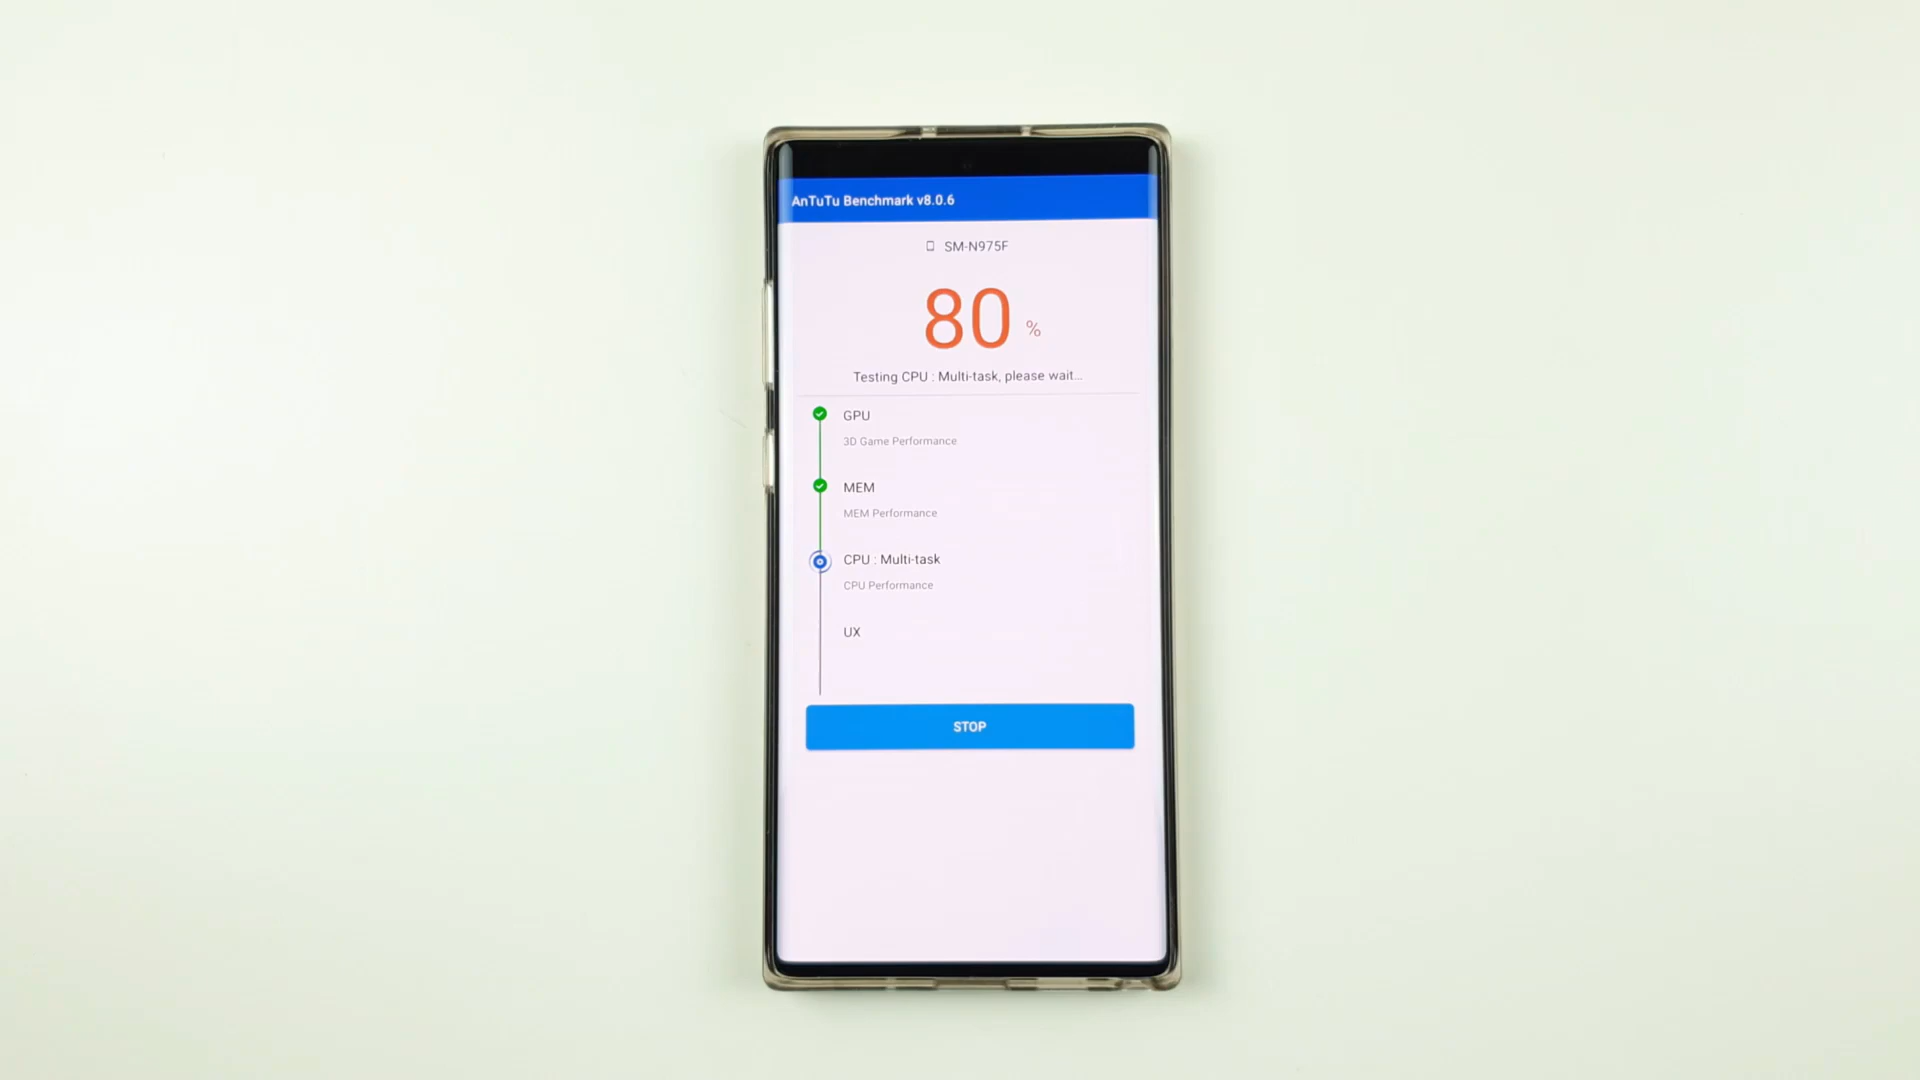 AnTuTu Benchmark v8.0.6
SM-N975F
80 %
Testing CPU : Multi-task, please wait...
GPU
3D Game Performance
MEM
MEM Performance
CPU : Multi-task
CPU Performance
UX
STOP